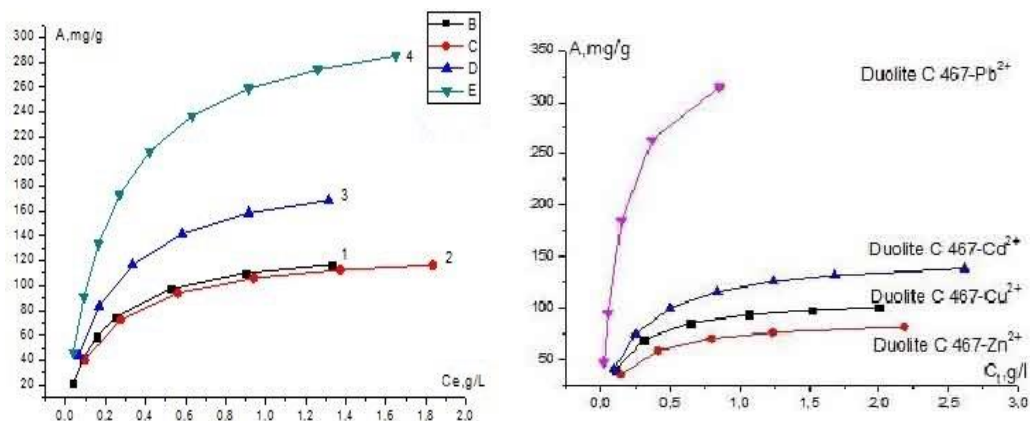 A,mg/g
300
280
260
240
220
200
180
160
140
120
100
80
60
40
20
B
C
D
E
4
3
1
2
Ce,g/L
0.0 0.2 0.4 0.6 0.8 1.0 1.2 1.4 1.6 1.8 2.0
A,mg/g
350
300
250
200
150
100
50
Duolite C 467-Pb²⁺
Duolite C 467-Cd²⁺
Duolite C 467-Cu²⁺
Duolite C 467-Zn²⁺
g/l
0,0 0,5 1,0 1,5 2,0 2,5 3,0